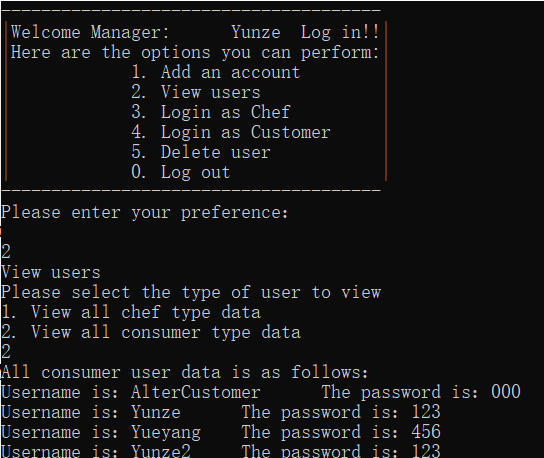 ---------------------------------------
|Welcome Manager:      Yunze  Log in!!|
|Here are the options you can perform:|
|            1. Add an account        |
|            2. View users            |
|            3. Login as Chef         |
|            4. Login as Customer     |
|            5. Delete user           |
|            0. Log out               |
---------------------------------------
Please enter your preference:
2
View users
Please select the type of user to view
1. View all chef type data
2. View all consumer type data
2
All consumer user data is as follows:
Username is: AlterCustomer      The password is: 000
Username is: Yunze      The password is: 123
Username is: Yueyang    The password is: 456
Username is: Yunze2     The password is: 123